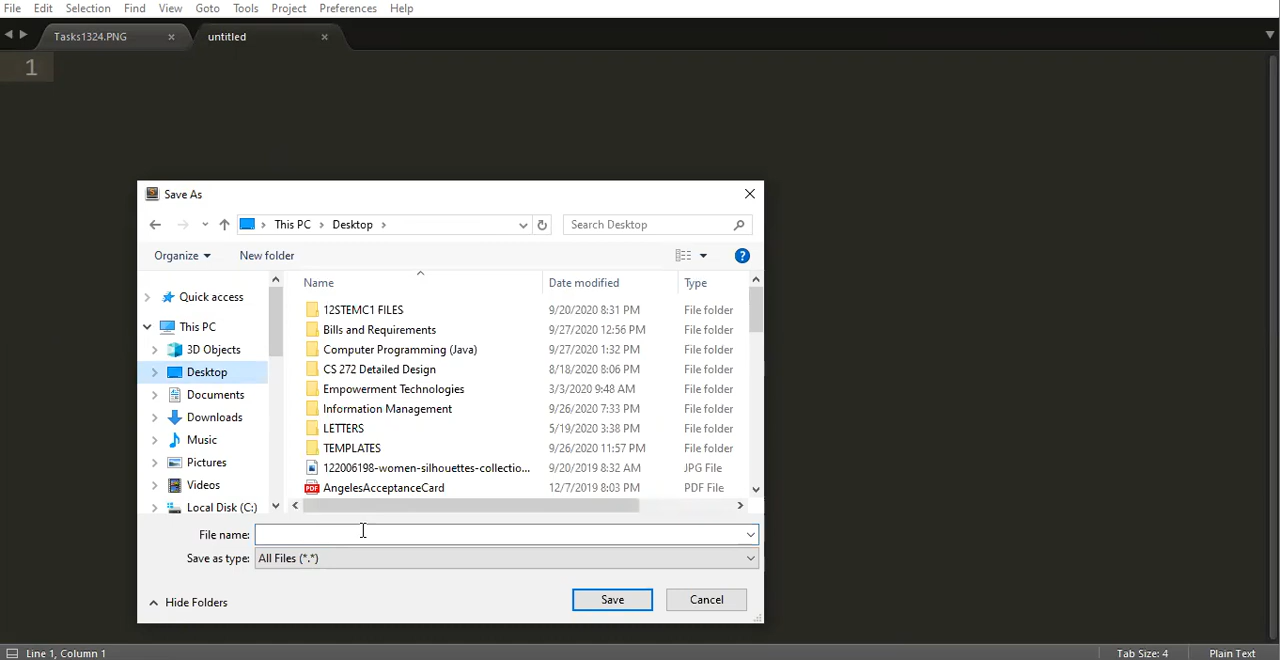 File Edit Selection Find View Goto Tools Project Preferences Help
Tasks1324.PNG × untitled ×
1
Save As
This PC Desktop Search Desktop
Organize New folder
Name Date modified Type
Quick access
This PC
3D Objects
Desktop
Documents
Downloads
Music
Pictures
Videos
Local Disk (C:)
12STEMC1 FILES 9/20/2020 8:31 PM File folder
Bills and Requirements 9/27/2020 12:56 PM File folder
Computer Programming (Java) 9/27/2020 1:32 PM File folder
CS 272 Detailed Design 8/18/2020 8:06 PM File folder
Empowerment Technologies 3/3/2020 9:48 AM File folder
Information Management 9/26/2020 7:33 PM File folder
LETTERS 5/19/2020 3:38 PM File folder
TEMPLATES 9/26/2020 11:57 PM File folder
122006198-women-silhouettes-collectio... 9/20/2019 8:32 AM JPG File
PDF AngelesAcceptanceCard 12/7/2019 8:03 PM PDF File
File name:
Save as type: All Files (*.*)
Hide Folders Save Cancel
Line 1, Column 1 Tab Size: 4 Plain Text